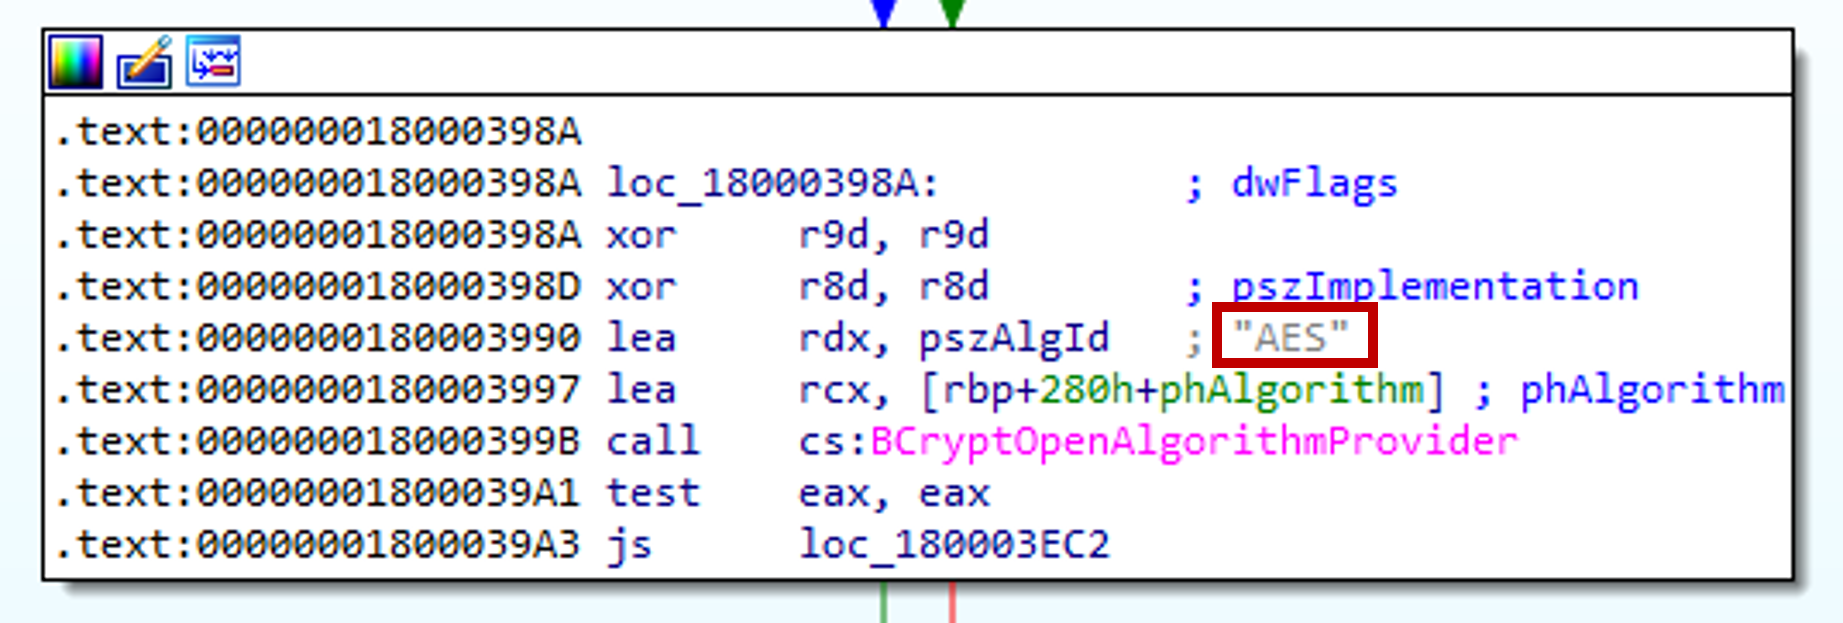 .text:000000018000398A
.text:000000018000398A loc_18000398A: ; dwFlags
.text:000000018000398A xor r9d, r9d
.text:000000018000398D xor r8d, r8d ; pszImplementation
.text:0000000180003990 lea rdx, pszAlgId ; "AES"
.text:0000000180003997 lea rcx, [rbp+280h+phAlgorithm] ; phAlgorithm
.text:000000018000399B call cs:BCryptOpenAlgorithmProvider
.text:00000001800039A1 test eax, eax
.text:00000001800039A3 js loc_180003EC2